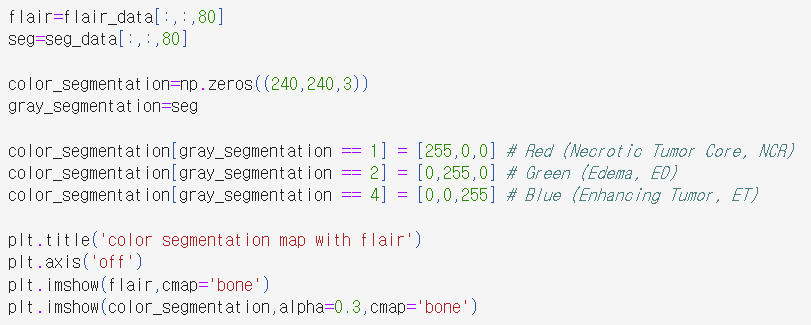 flair=flair_data[:,:,80]
seg=seg_data[:,:,80]
color_segmentation=np.zeros((240,240,3))
gray_segmentation=seg
color_segmentation[gray_segmentation == 1] = [255,0,0] # Red (Necrotic Tumor Core, NCR)
color_segmentation[gray_segmentation == 2] = [0,255,0] # Green (Edema, ED)
color_segmentation[gray_segmentation == 4] = [0,0,255] # Blue (Enhancing Tumor, ET)
plt.title('color segmentation map with flair')
plt.axis('off')
plt.imshow(flair,cmap='bone')
plt.imshow(color_segmentation,alpha=0.3,cmap='bone')